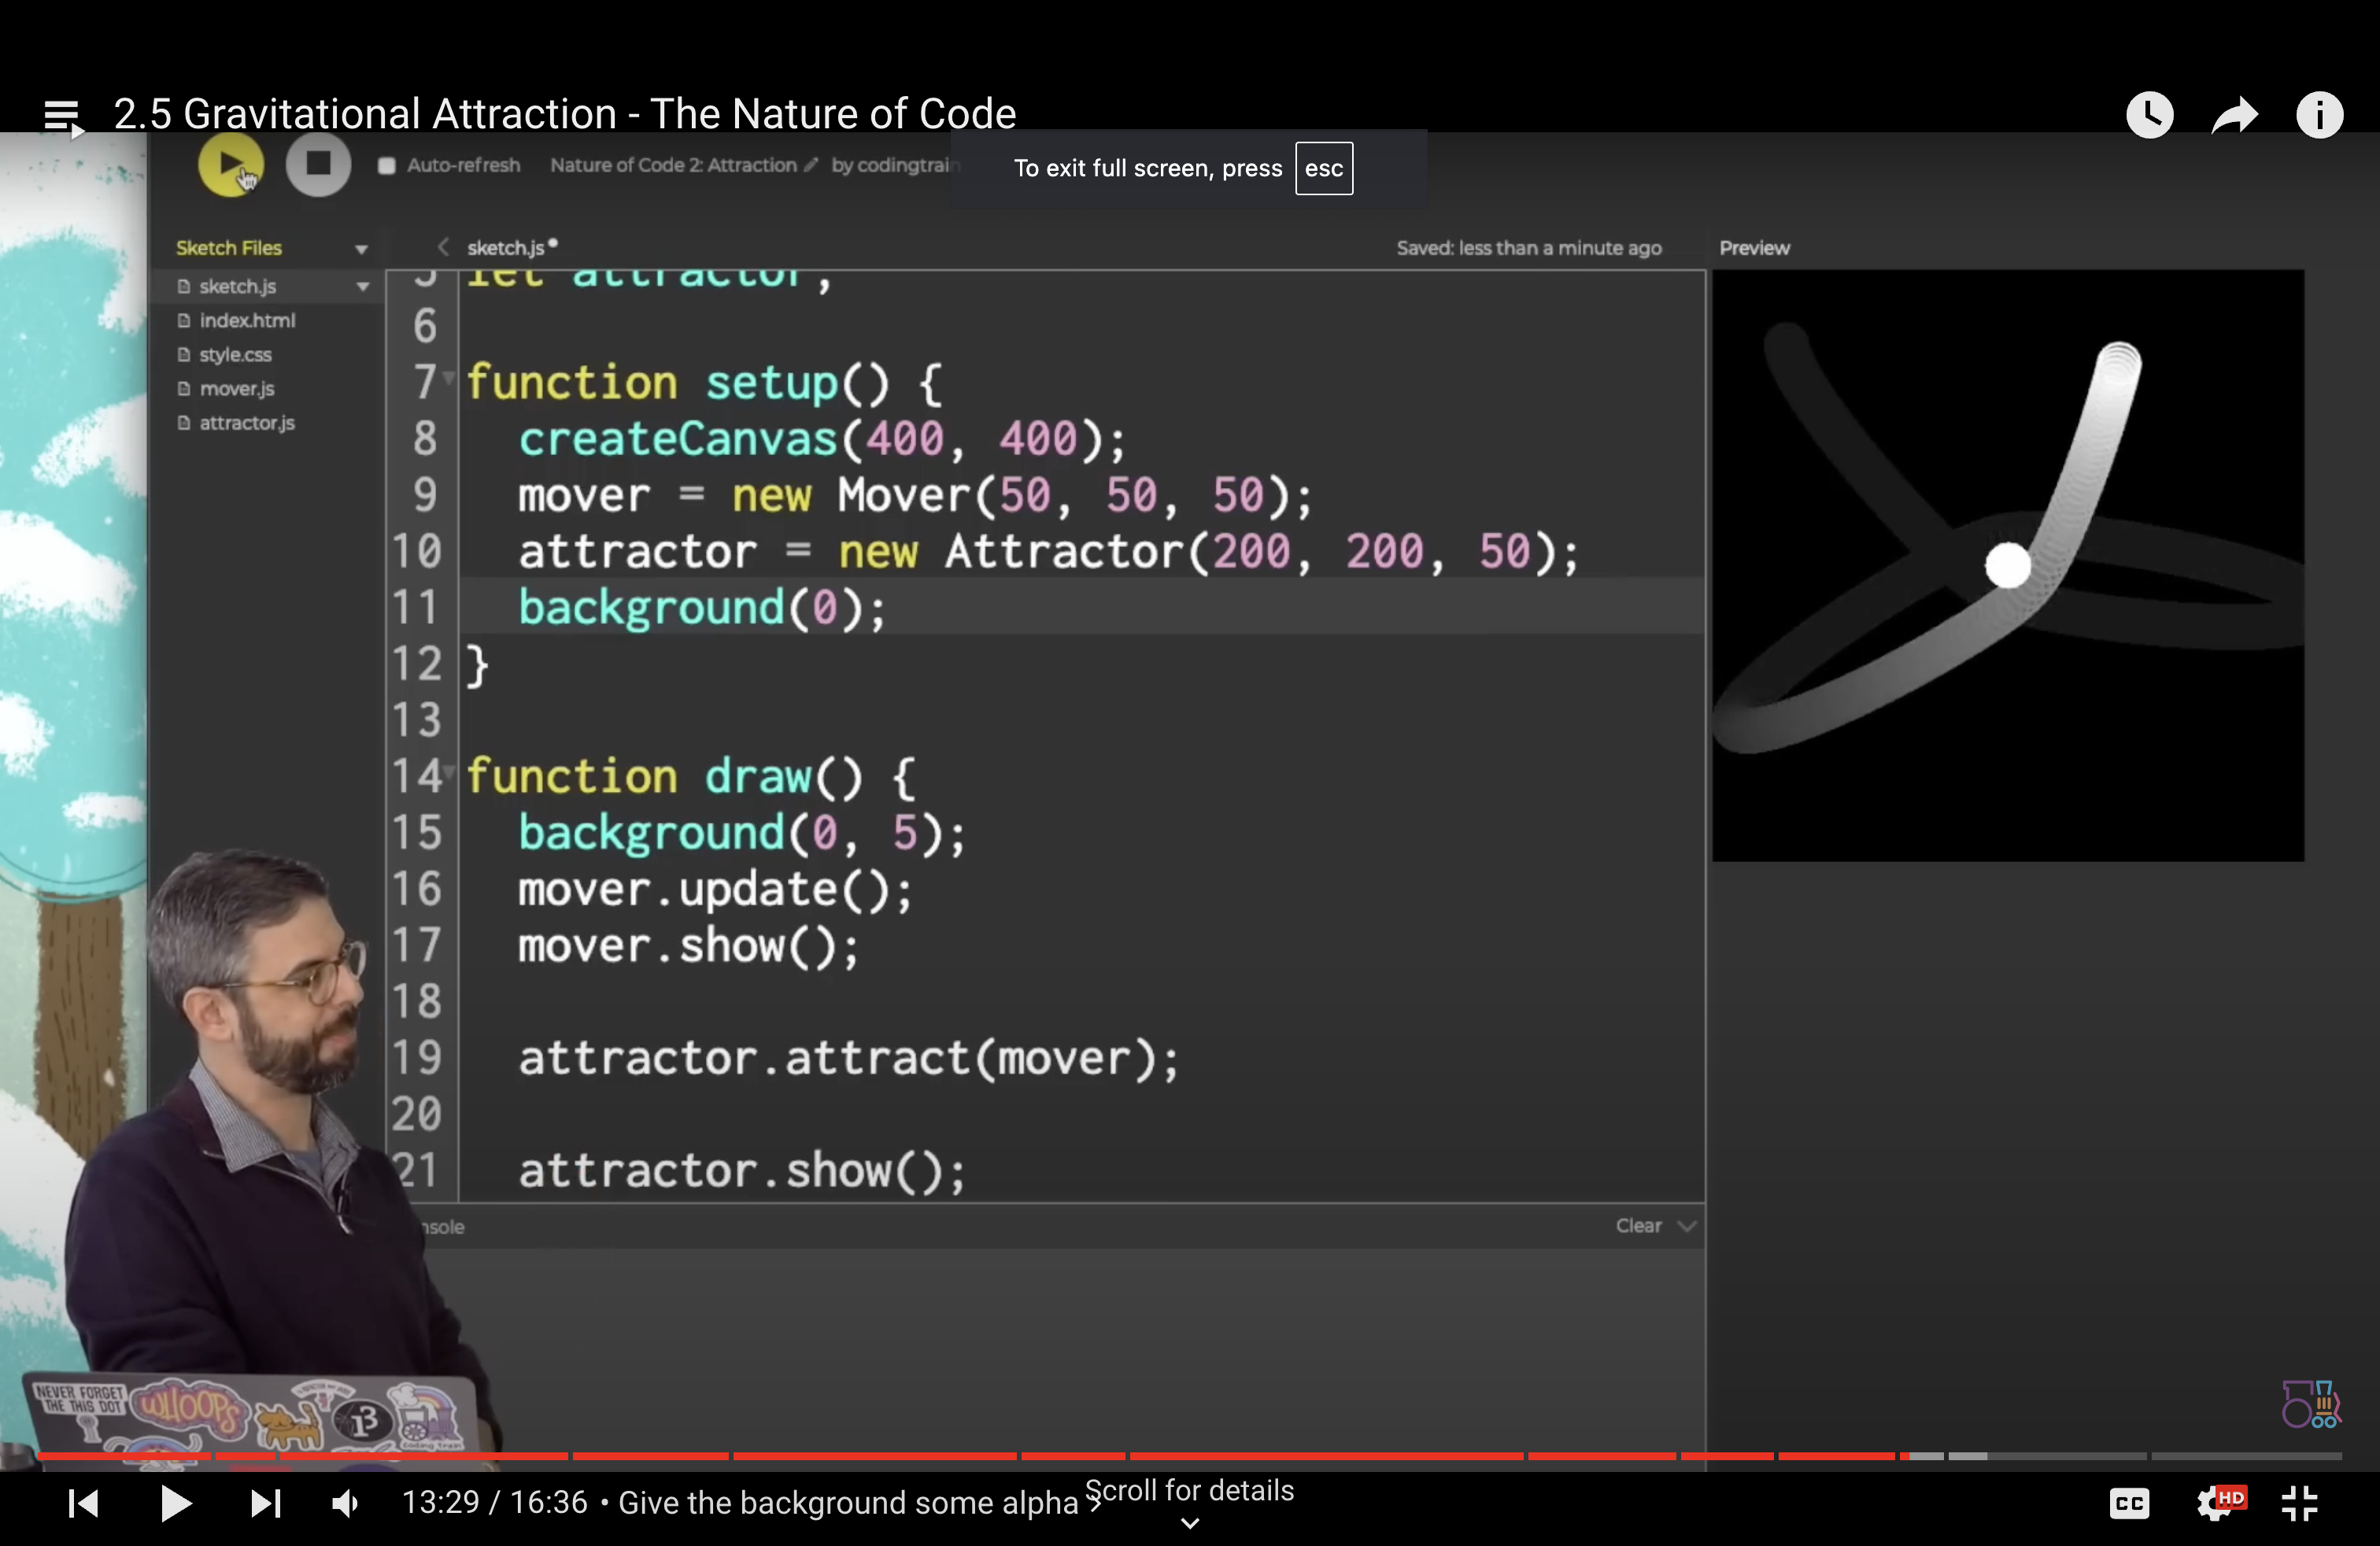 2.5 Gravitational Attraction - The Nature of Code
To exit full screen, press esc
Auto-refresh Nature of Code 2: Attraction by codingtrain
Sketch Files
sketch.js
index.html
style.css
mover.js
attractor.js
sketch.js
Saved: less than a minute ago
Preview
5 let attractor;
6
7 function setup() {
8 createCanvas(400, 400);
9 mover = new Mover(50, 50, 50);
10 attractor = new Attractor(200, 200, 50);
11 background(0);
12 }
13
14 function draw() {
15 background(0, 5);
16 mover.update();
17 mover.show();
18
19 attractor.attract(mover);
20
21 attractor.show();
nsole
Clear
NEVER FORGET
THE THIS DOT
WHOOPS
13
Coding Train
13:29 / 16:36 • Give the background some alpha ›
Scroll for details
CC
HD